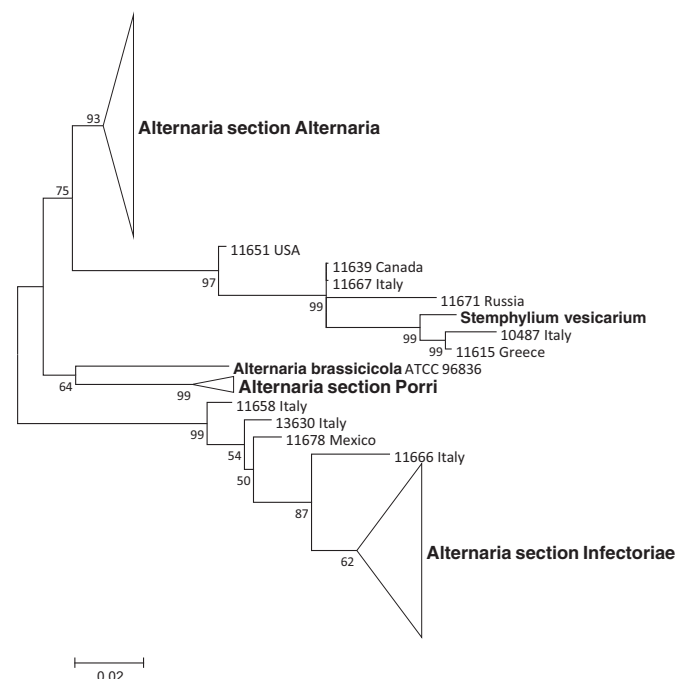 93
Alternaria section Alternaria
75
11651 USA
97
11639 Canada
11667 Italy
11671 Russia
99
Stemphylium vesicarium
99
10487 Italy
99
11615 Greece
Alternaria brassicicola ATCC 96836
64
Alternaria section Porri
99
11658 Italy
13630 Italy
99
11678 Mexico
54
11666 Italy
50
87
Alternaria section Infectoriae
62
0.02